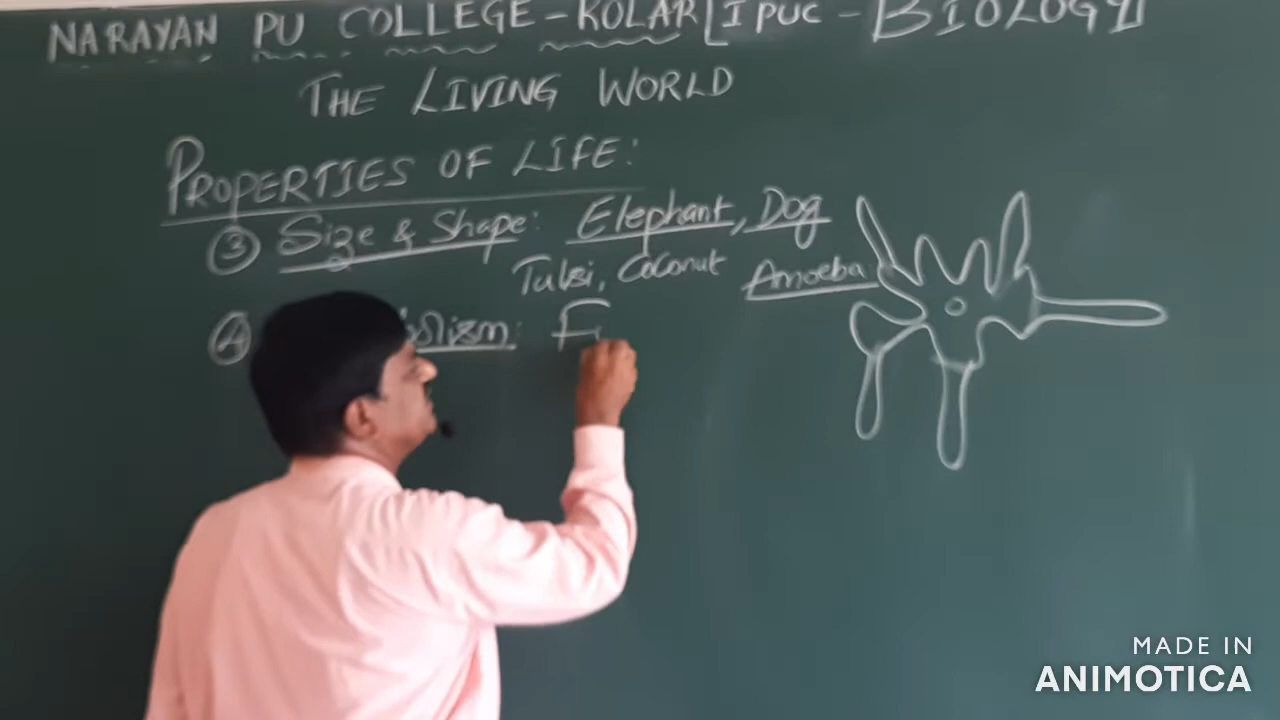 NARAYAN PU COLLEGE - KOLAR [I PUC - BIOLOGY]
THE LIVING WORLD
PROPERTIES OF LIFE:
③ Size & Shape: Elephant, Dog
Tulsi, Coconut Amoeba
④
MADE IN
ANIMOTICA